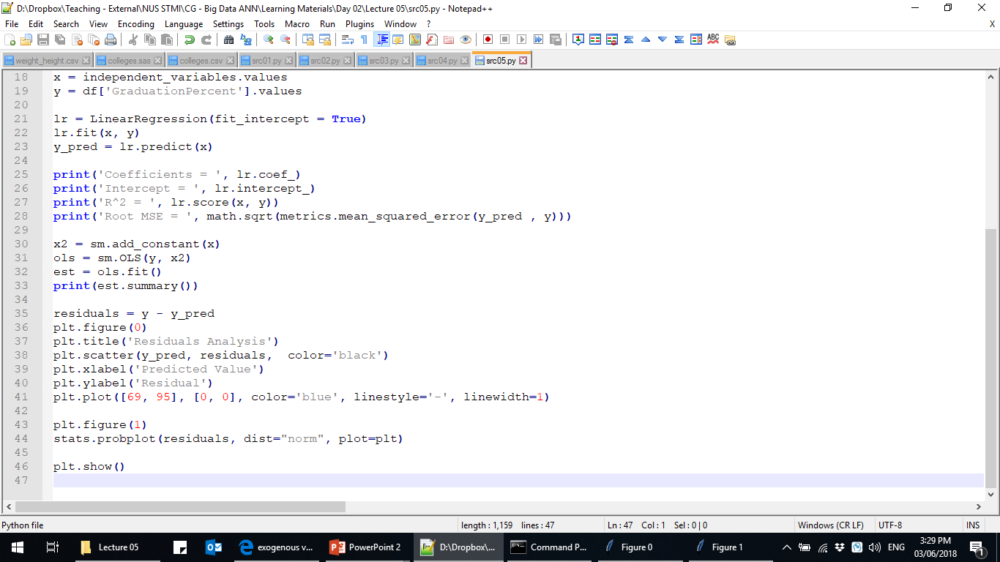 D:\Dropbox\Teaching - External\NUS STMI\CG - Big Data ANN\Learning Materials\Day 02\Lecture 05\src05.py - Notepad++
File Edit Search View Encoding Language Settings Tools Macro Run Plugins Window ? X
weight_height.csv colleges.sas colleges.csv src01.py src02.py src03.py src04.py src05.py
18 x = independent_variables.values
19 y = df['GraduationPercent'].values
20
21 lr = LinearRegression(fit_intercept = True)
22 lr.fit(x, y)
23 y_pred = lr.predict(x)
24
25 print('Coefficients = ', lr.coef_)
26 print('Intercept = ', lr.intercept_)
27 print('R^2 = ', lr.score(x, y))
28 print('Root MSE = ', math.sqrt(metrics.mean_squared_error(y_pred , y)))
29
30 x2 = sm.add_constant(x)
31 ols = sm.OLS(y, x2)
32 est = ols.fit()
33 print(est.summary())
34
35 residuals = y - y_pred
36 plt.figure(0)
37 plt.title('Residuals Analysis')
38 plt.scatter(y_pred, residuals,  color='black')
39 plt.xlabel('Predicted Value')
40 plt.ylabel('Residual')
41 plt.plot([69, 95], [0, 0], color='blue', linestyle='-', linewidth=1)
42
43 plt.figure(1)
44 stats.probplot(residuals, dist="norm", plot=plt)
45
46 plt.show()
47
Python file length : 1,159 lines : 47 Ln : 47 Col : 1 Sel : 0 | 0 Windows (CR LF) UTF-8 INS
Lecture 05 exogenous v... PowerPoint 2 D:\Dropbox\... Command P... Figure 0 Figure 1 ENG 3:29 PM
03/06/2018 1